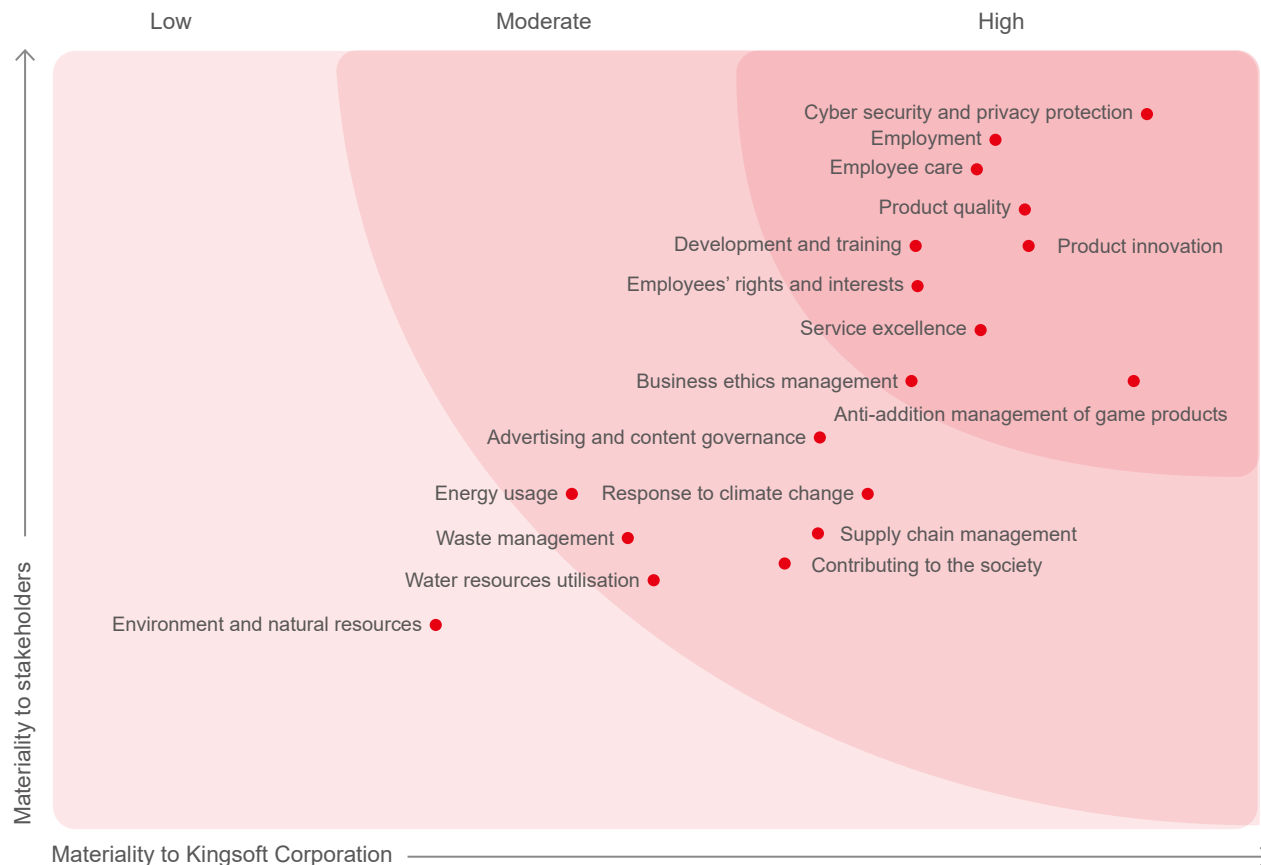 Low
Moderate
High
Cyber security and privacy protection
Employment
Employee care
Product quality
Development and training
Product innovation
Employees’ rights and interests
Service excellence
Business ethics management
Anti-addition management of game products
Advertising and content governance
Energy usage
Response to climate change
Waste management
Supply chain management
Contributing to the society
Water resources utilisation
Environment and natural resources
Materiality to stakeholders
Materiality to Kingsoft Corporation